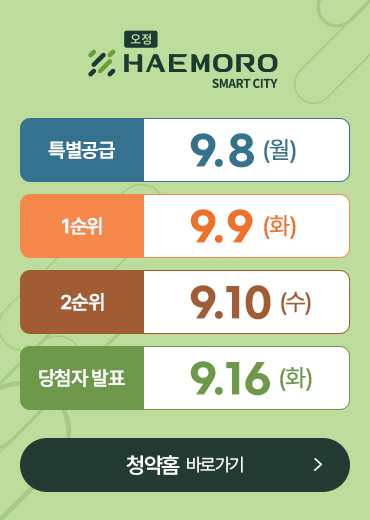 오정
HAEMORO
SMART CITY
특별공급 9.8 (월)
1순위 9.9 (화)
2순위 9.10 (수)
당첨자 발표 9.16 (화)
청약홈 바로가기 >